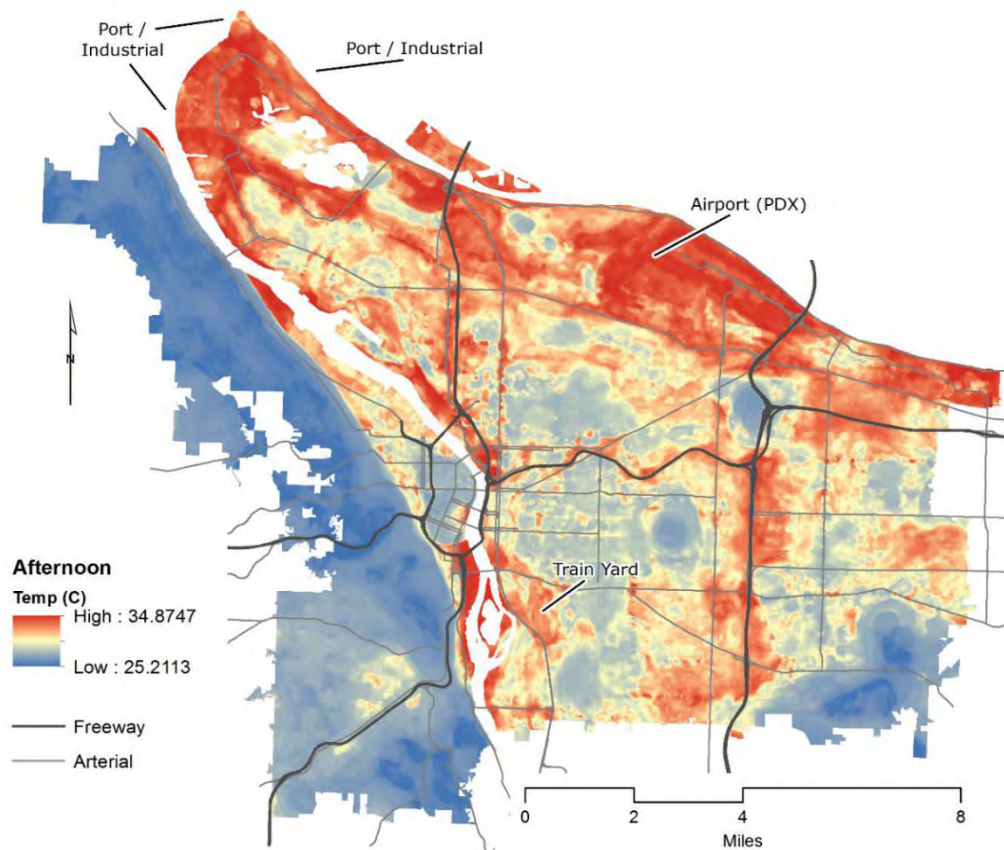 Port /
Industrial
Port / Industrial
Airport (PDX)
N
Train Yard
Afternoon
Temp (C)
High : 34.8747
Low : 25.2113
Freeway
Arterial
0 2 4 8
Miles